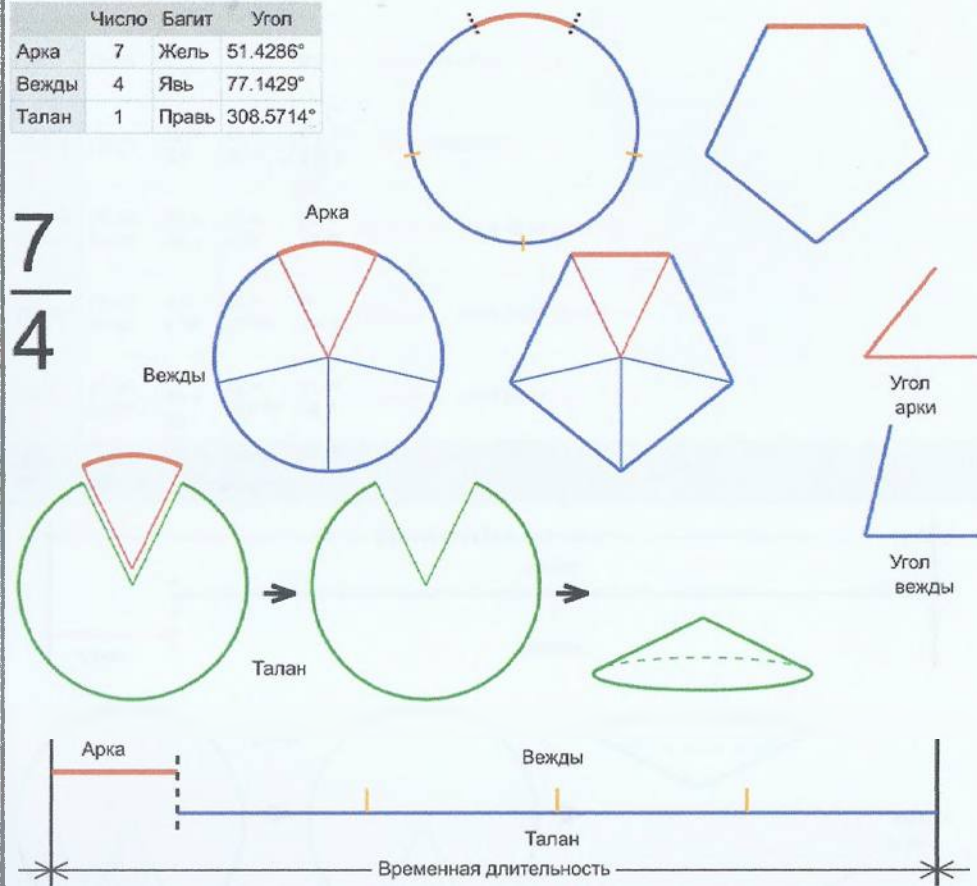 Число Багит Угол
Арка 7 Жель 51.4286°
Вежды 4 Явь 77.1429°
Талан 1 Правь 308.5714°
7
4
Арка
Вежды
Угол
арки
Угол
вежды
Талан
Арка
Вежды
Талан
Временная длительность